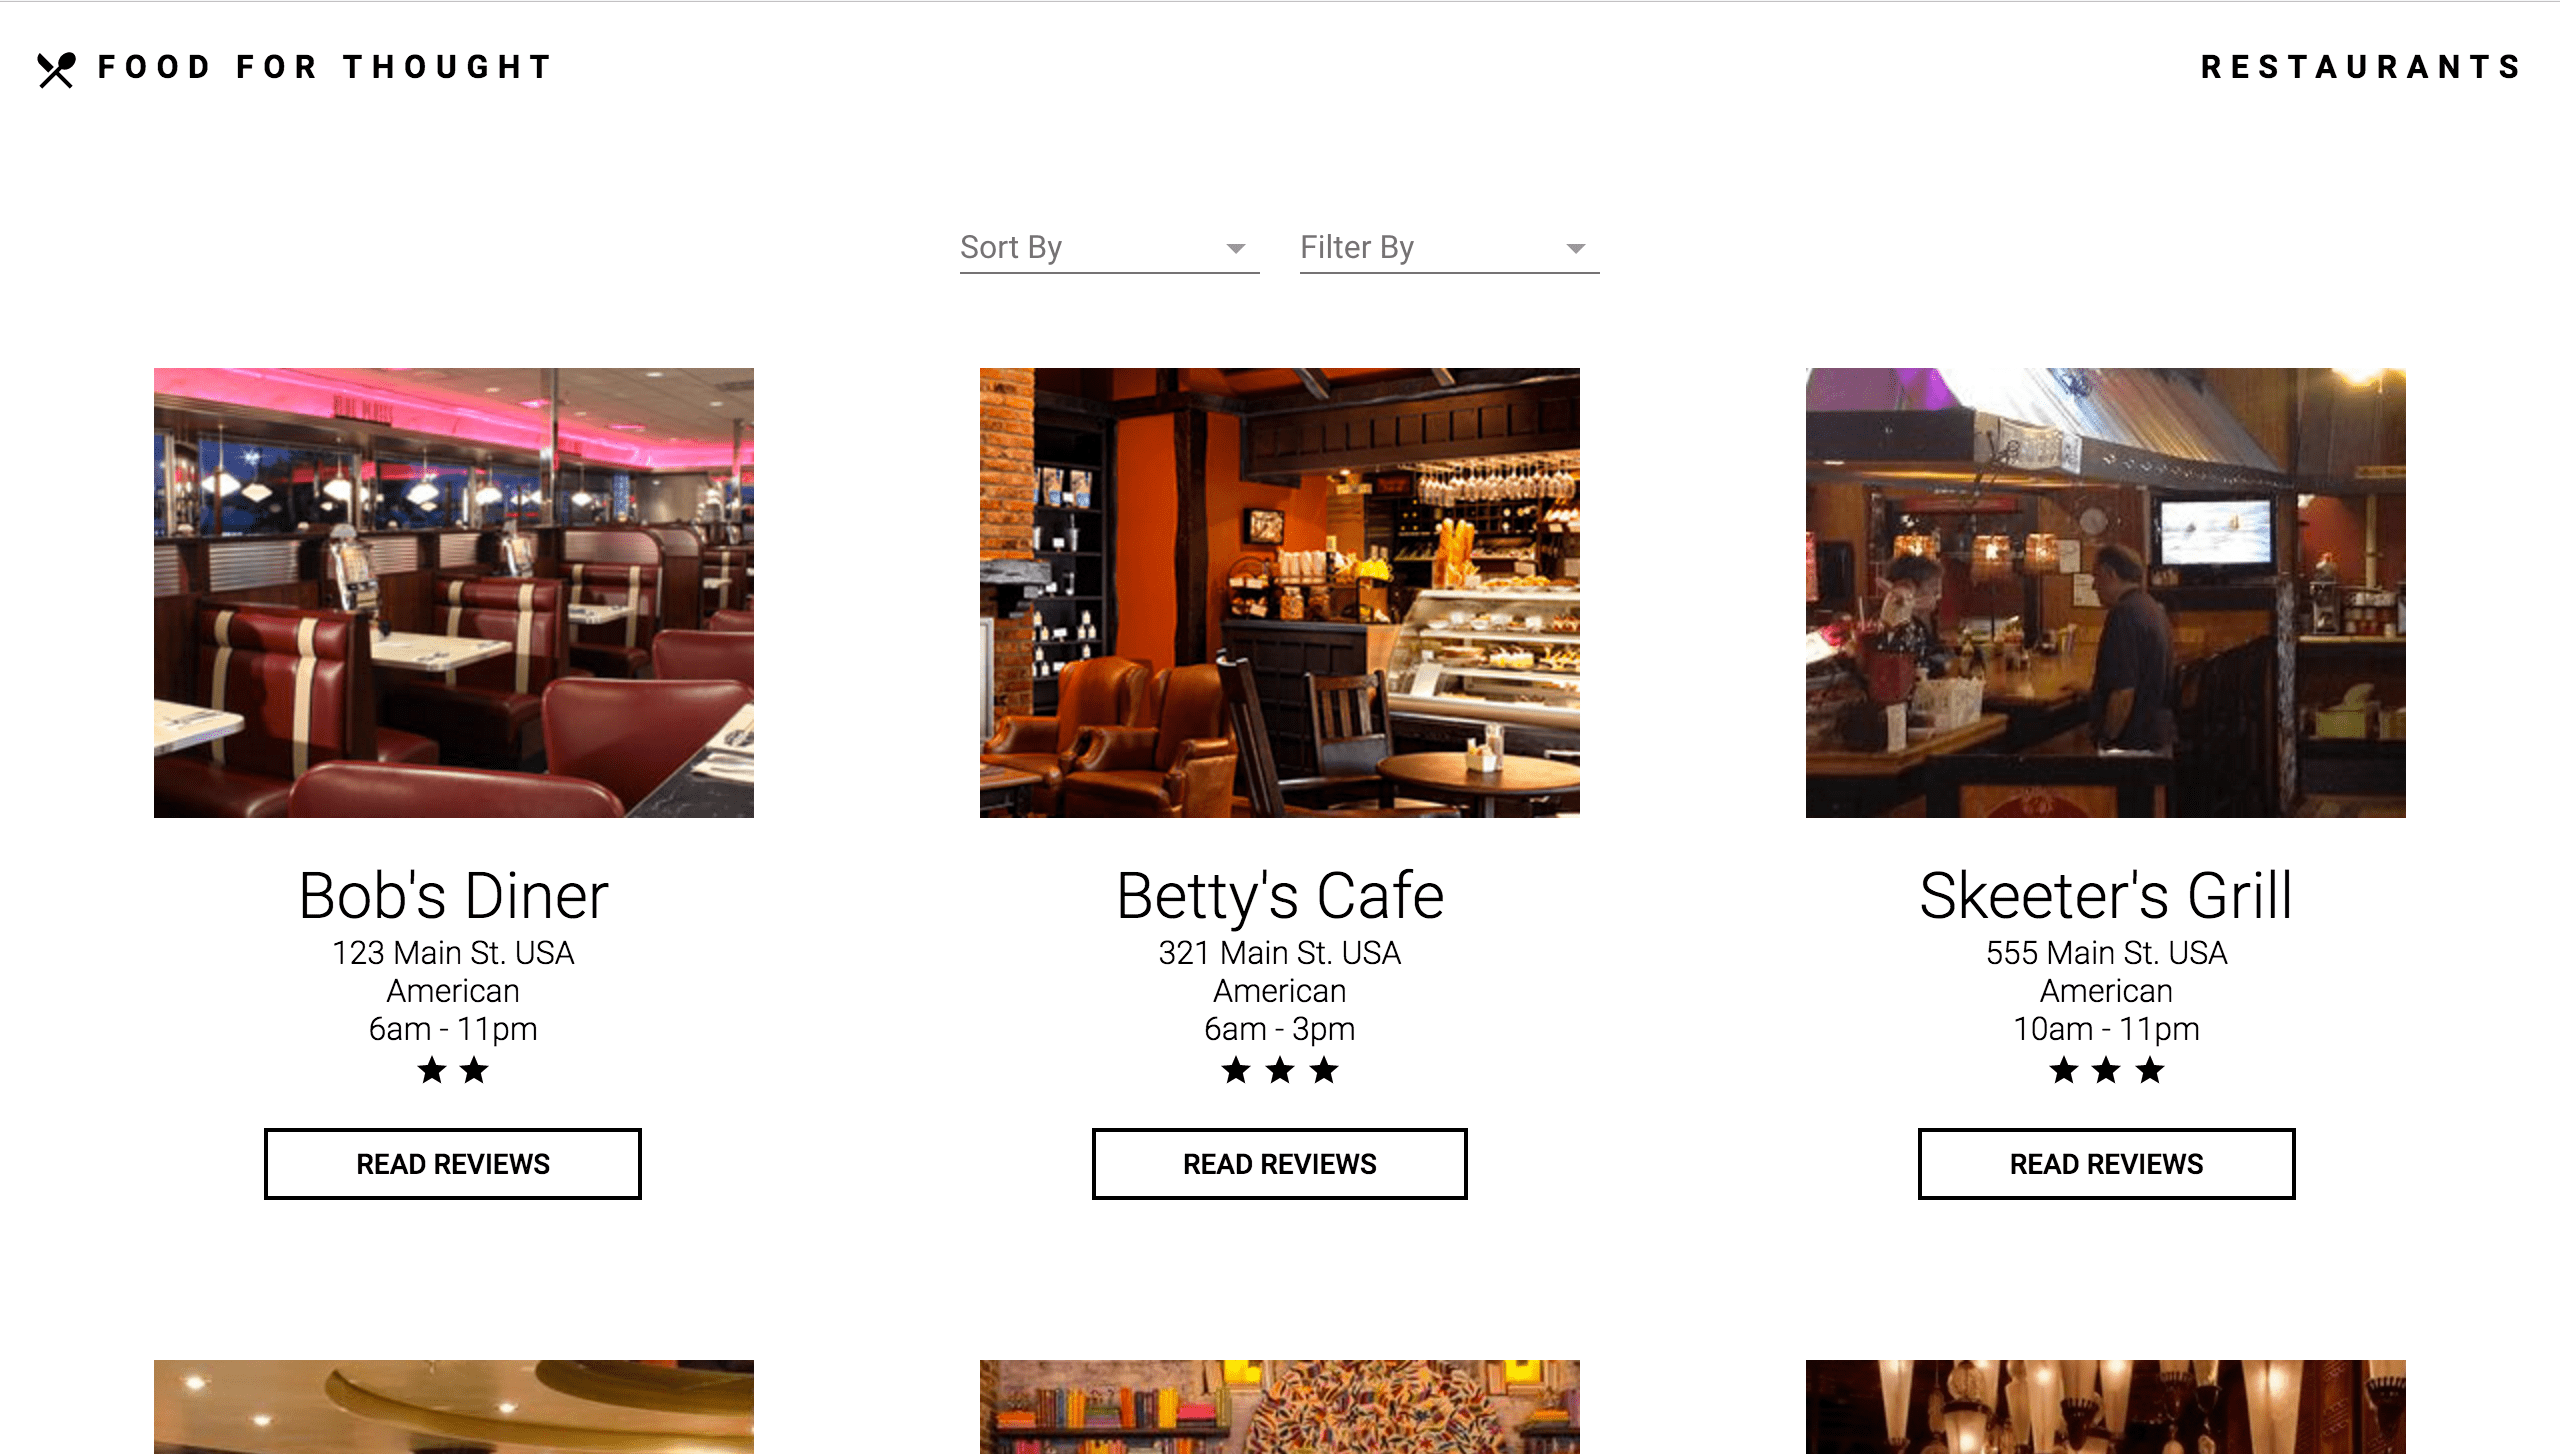 FOOD FOR THOUGHT
RESTAURANTS
Sort By
Filter By
Bob's Diner
123 Main St. USA
American
6am - 11pm
READ REVIEWS
Betty's Cafe
321 Main St. USA
American
6am - 3pm
READ REVIEWS
Skeeter's Grill
555 Main St. USA
American
10am - 11pm
READ REVIEWS